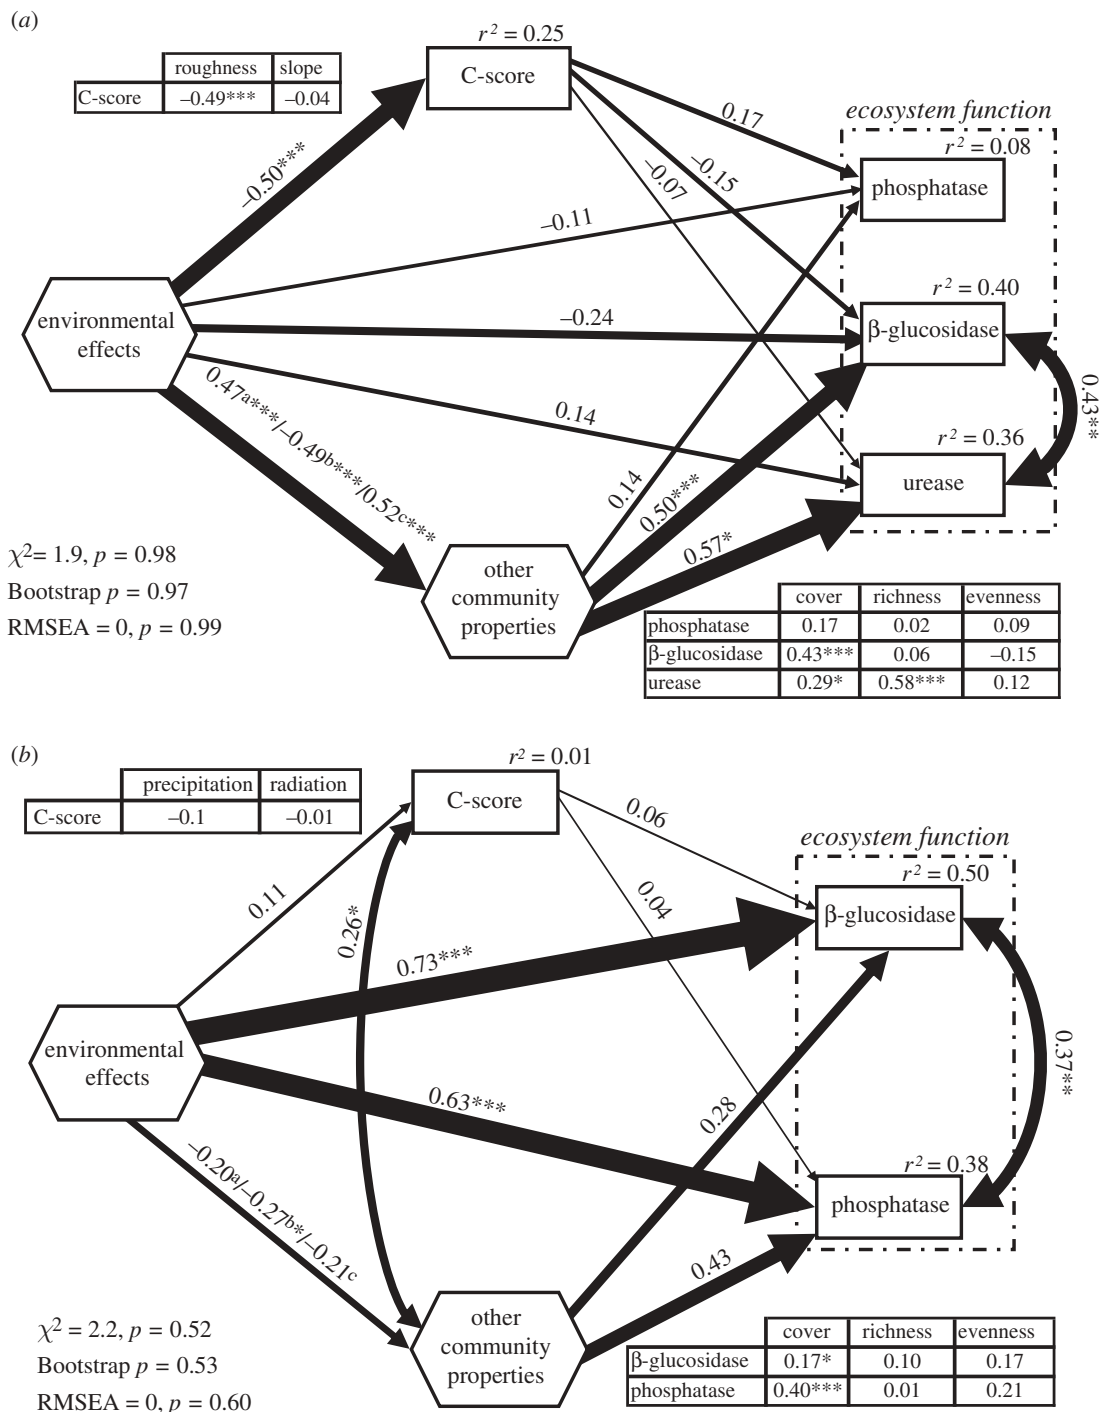 (a)
r² = 0.25
C-score
roughness slope
C-score –0.49*** –0.04
–0.50***
0.17
–0.15
–0.07
ecosystem function
r² = 0.08
phosphatase
–0.11
r² = 0.40
β-glucosidase
environmental
effects
–0.24
0.47ᵃ***/–0.49ᵇ***/0.52ᶜ***
0.14
0.43**
r² = 0.36
urease
0.14
0.50***
0.57*
χ²= 1.9, p = 0.98
Bootstrap p = 0.97
RMSEA = 0, p = 0.99
other
community
properties
cover richness evenness
phosphatase 0.17 0.02 0.09
β-glucosidase 0.43*** 0.06 –0.15
urease 0.29* 0.58*** 0.12
(b)
r² = 0.01
C-score
precipitation radiation
C-score –0.1 –0.01
0.06
0.04
ecosystem function
r² = 0.50
β-glucosidase
0.11
0.26*
0.73***
environmental
effects
0.63***
0.28
0.37**
–0.20ᵃ/–0.27ᵇ*/–0.21ᶜ
r² = 0.38
phosphatase
0.43
χ² = 2.2, p = 0.52
Bootstrap p = 0.53
RMSEA = 0, p = 0.60
other
community
properties
cover richness evenness
β-glucosidase 0.17* 0.10 0.17
phosphatase 0.40*** 0.01 0.21